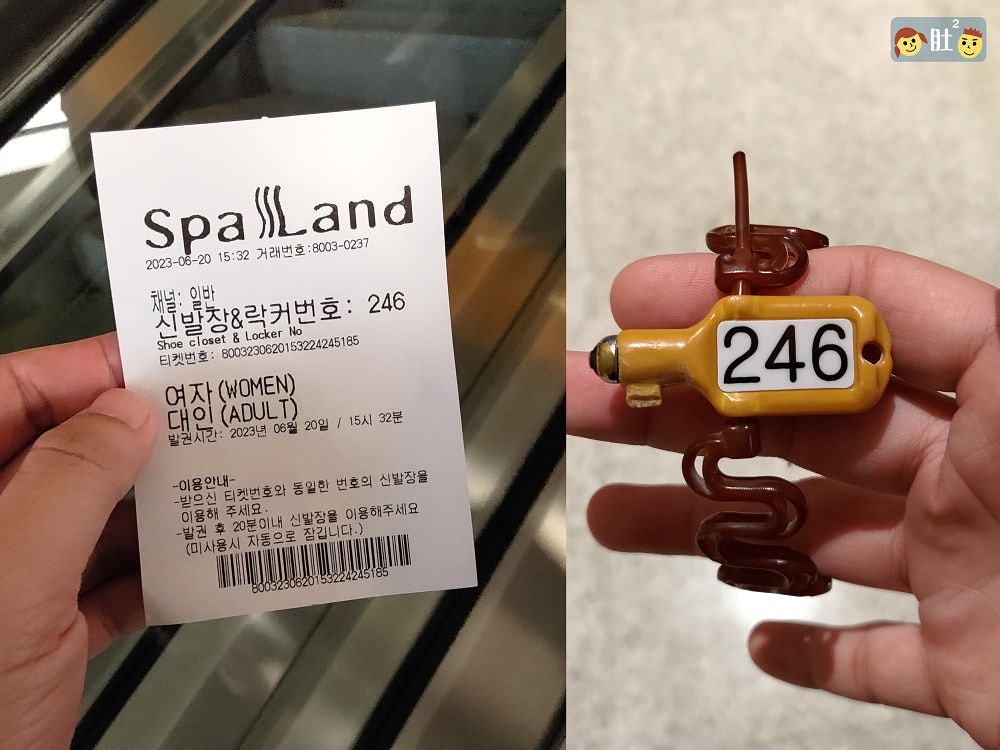 Spa Land
2023-06-20 15:32 거래번호:8003-0237
채널: 일반
신발장&락커번호: 246
Shoe closet & Locker No
티켓번호: 8003230620153224245185
여자(WOMEN)
대인(ADULT)
발권시간: 2023년 06월 20일 / 15시 32분
-이용안내-
-받으신 티켓번호와 동일한 번호의 신발장을
이용해 주세요.
-발권 후 20분이내 신발장을 이용해주세요
(미사용시 자동으로 잠깁니다.)
8003230620153224245185
246
肚2